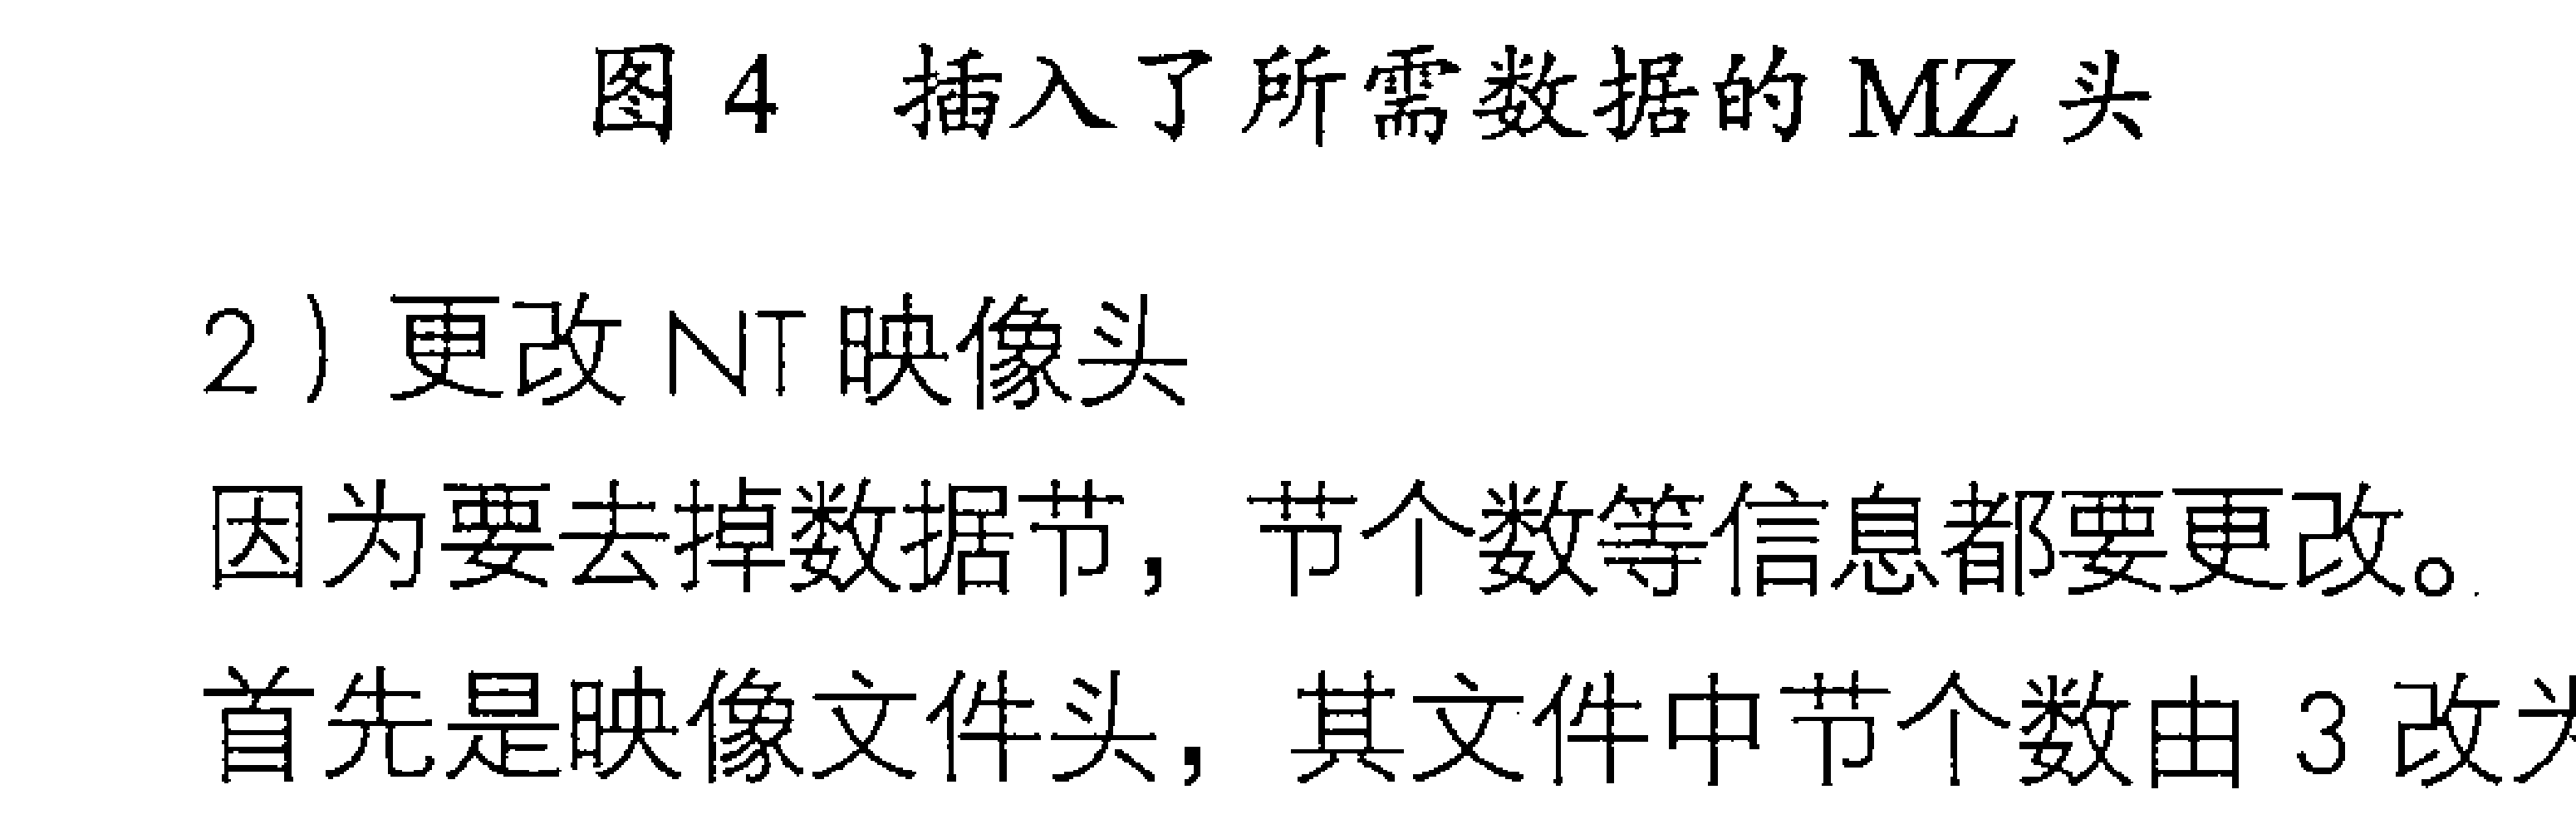 图 4 插入了所需数据的 MZ 头
2）更改 NT 映像头
因为要去掉数据节，节个数等信息都要更改。
首先是映像文件头，其文件中节个数由 3 改为